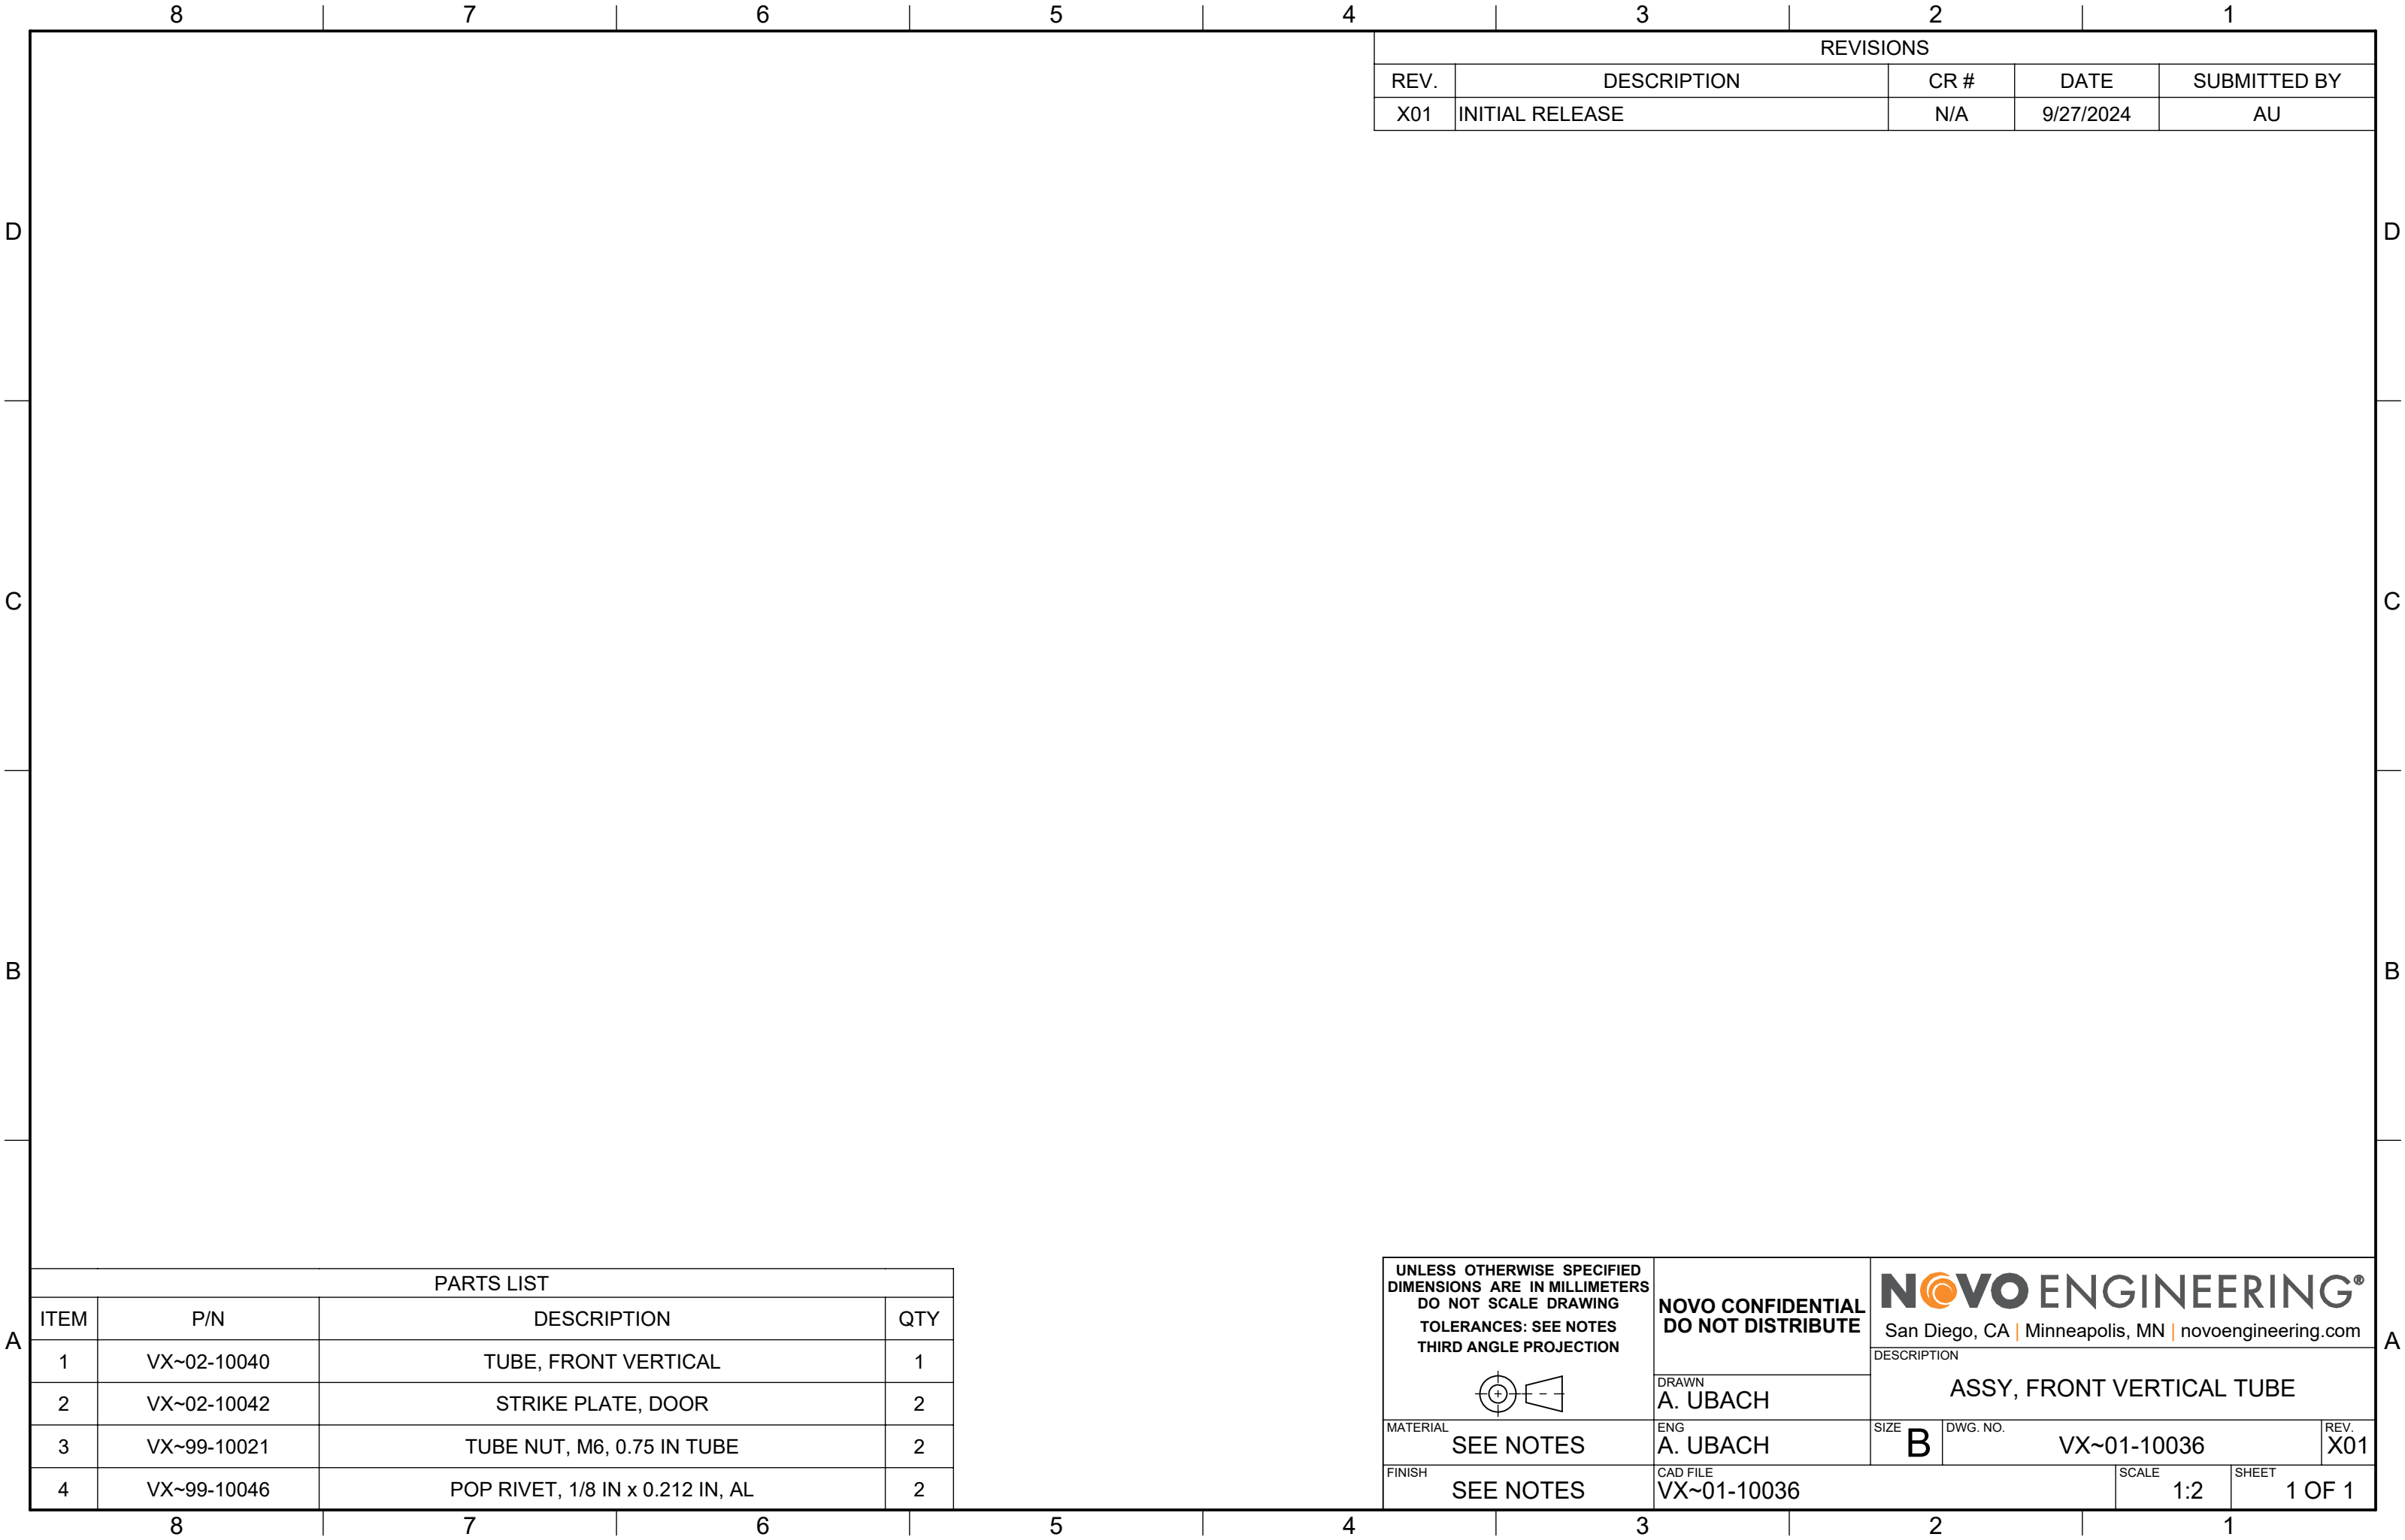 8 7 6 5 4 3 2 1
REVISIONS
REV. DESCRIPTION CR # DATE SUBMITTED BY
X01 INITIAL RELEASE N/A 9/27/2024 AU
D D
C C
B B
A A
PARTS LIST
ITEM P/N DESCRIPTION QTY
1 VX~02-10040 TUBE, FRONT VERTICAL 1
2 VX~02-10042 STRIKE PLATE, DOOR 2
3 VX~99-10021 TUBE NUT, M6, 0.75 IN TUBE 2
4 VX~99-10046 POP RIVET, 1/8 IN x 0.212 IN, AL 2
UNLESS OTHERWISE SPECIFIED
DIMENSIONS ARE IN MILLIMETERS
DO NOT SCALE DRAWING
TOLERANCES: SEE NOTES
THIRD ANGLE PROJECTION
NOVO CONFIDENTIAL
DO NOT DISTRIBUTE
NOVO ENGINEERING®
San Diego, CA | Minneapolis, MN | novoengineering.com
DESCRIPTION
ASSY, FRONT VERTICAL TUBE
DRAWN
A. UBACH
MATERIAL
SEE NOTES
ENG
A. UBACH
SIZE
B
DWG. NO.
VX~01-10036
REV.
X01
FINISH
SEE NOTES
CAD FILE
VX~01-10036
SCALE
1:2
SHEET
1 OF 1
8 7 6 5 4 3 2 1